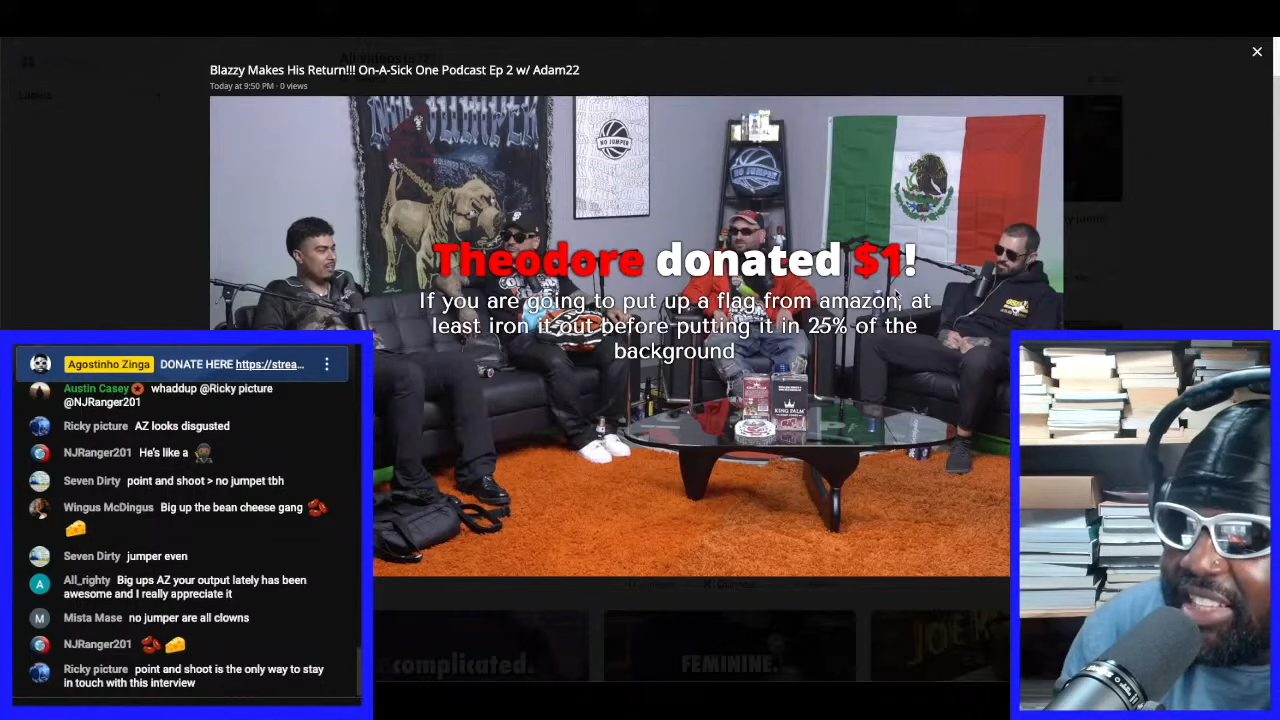 Blazzy Makes His Return!!! On-A-Sick One Podcast Ep 2 w/ Adam22
Today at 9:50 PM · 0 views
NO JUMPER
NO JUMPER
Theodore donated $1!
If you are going to put up a flag from amazon, at
least iron it out before putting it in 25% of the
background
KING PALM
Agostinho Zinga DONATE HERE https://strea...
Austin Casey whaddup @Ricky picture
@NJRanger201
Ricky picture AZ looks disgusted
NJRanger201 He's like a
Seven Dirty point and shoot > no jumpet tbh
Wingus McDingus Big up the bean cheese gang
Seven Dirty jumper even
A All_righty Big ups AZ your output lately has been
awesome and I really appreciate it
M Mista Mase no jumper are all clowns
NJRanger201
Ricky picture point and shoot is the only way to stay
in touch with this interview
complicated.
FEMININE.